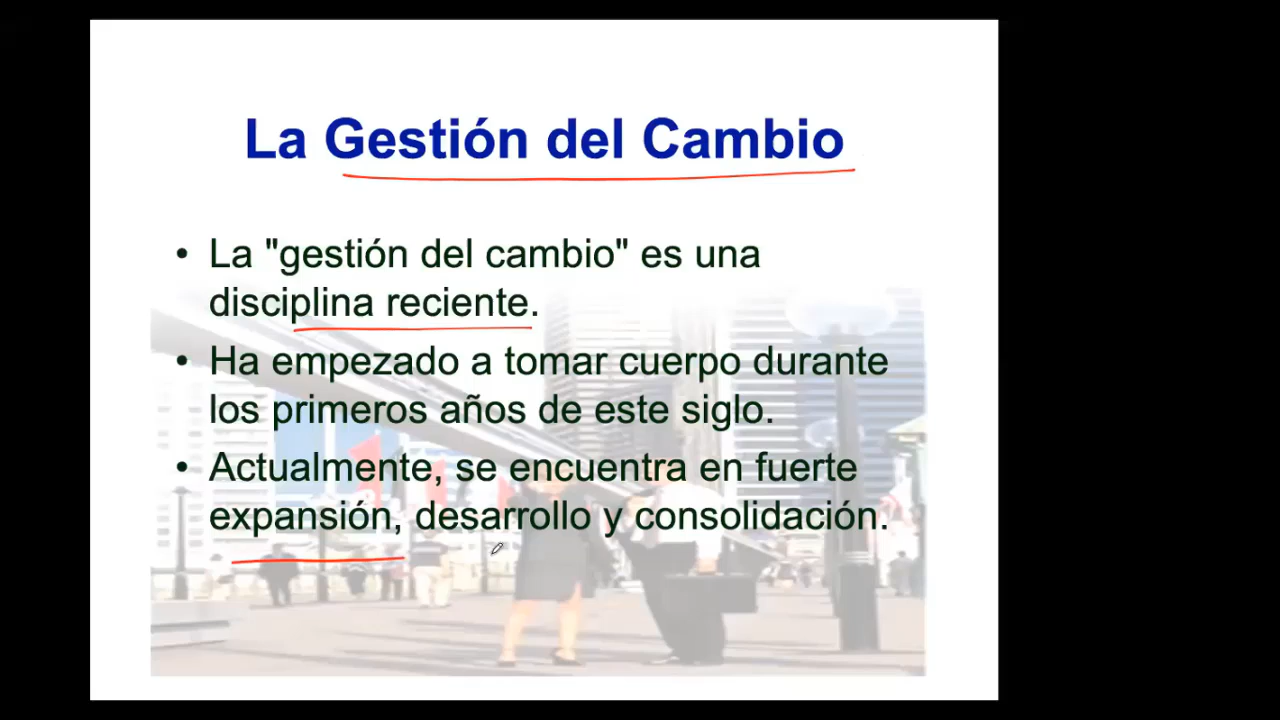 La Gestión del Cambio
• La "gestión del cambio" es una
disciplina reciente.
• Ha empezado a tomar cuerpo durante
los primeros años de este siglo.
• Actualmente, se encuentra en fuerte
expansión, desarrollo y consolidación.